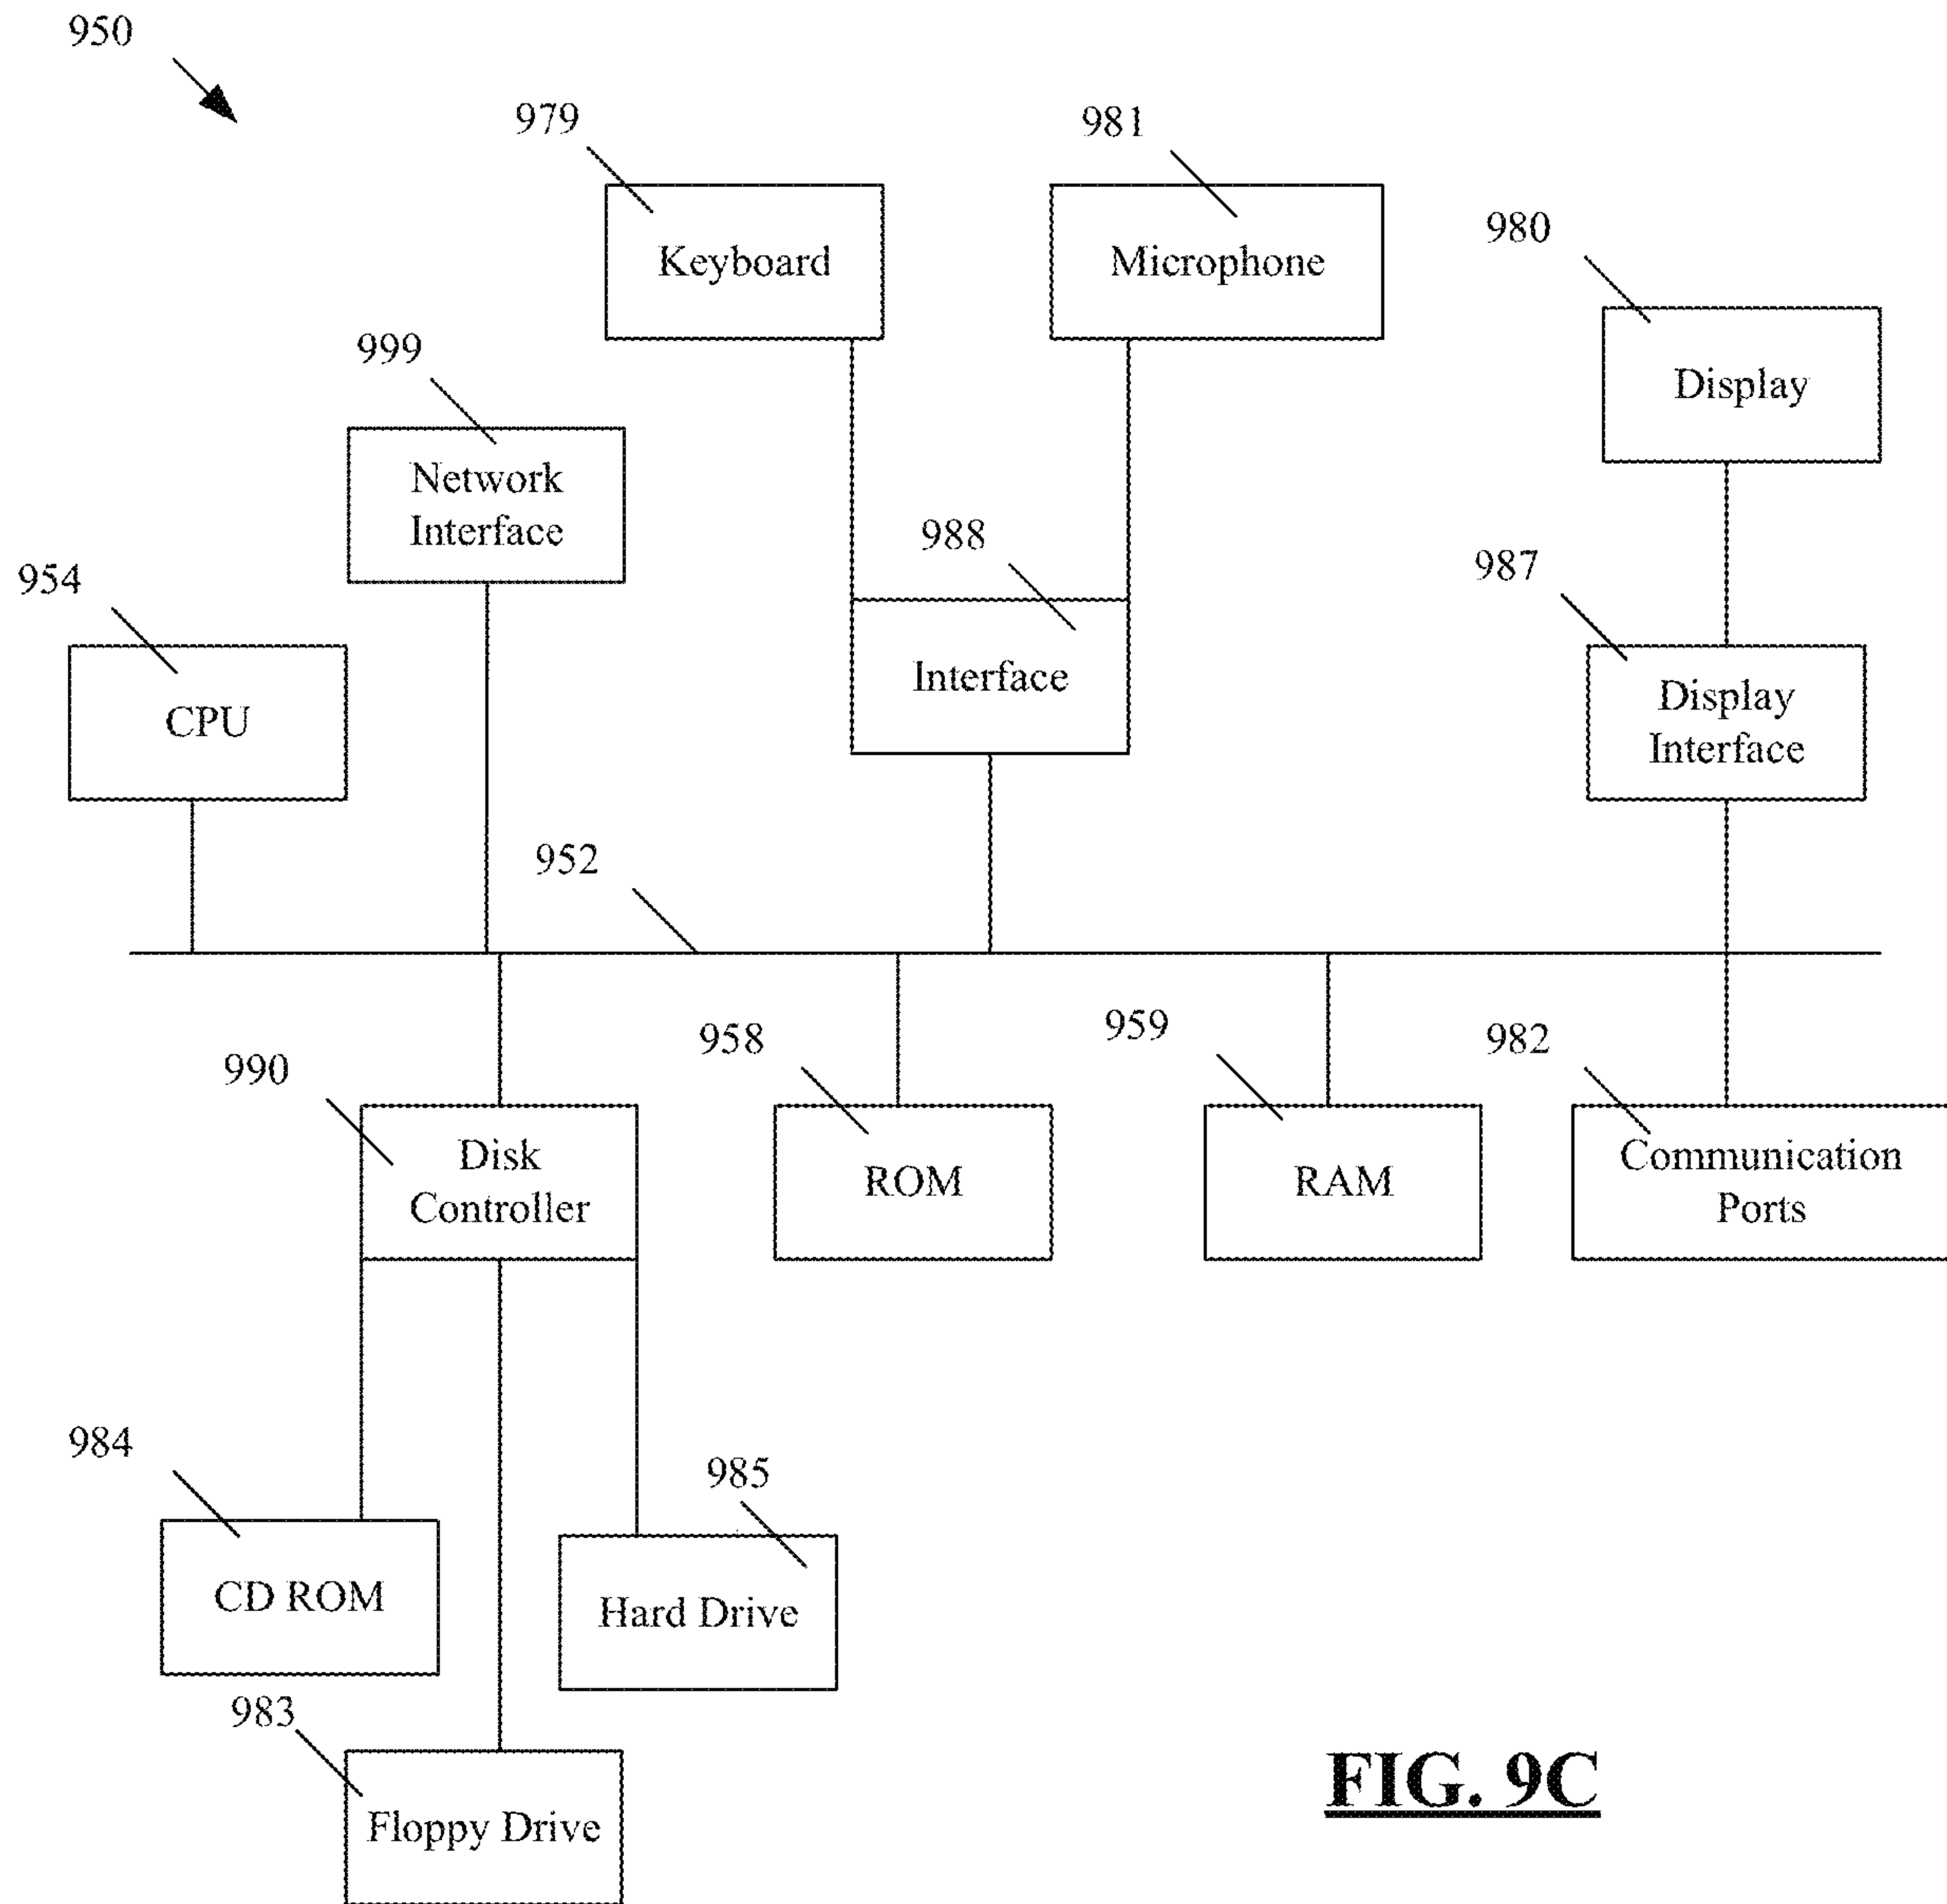 950
979
981
980
Keyboard
Microphone
999
Display
Network
Interface
988
987
954
Interface
Display
Interface
CPU
952
990
958
959
982
Disk
Controller
ROM
RAM
Communication
Ports
984
985
CD ROM
Hard Drive
983
Floppy Drive
FIG. 9C